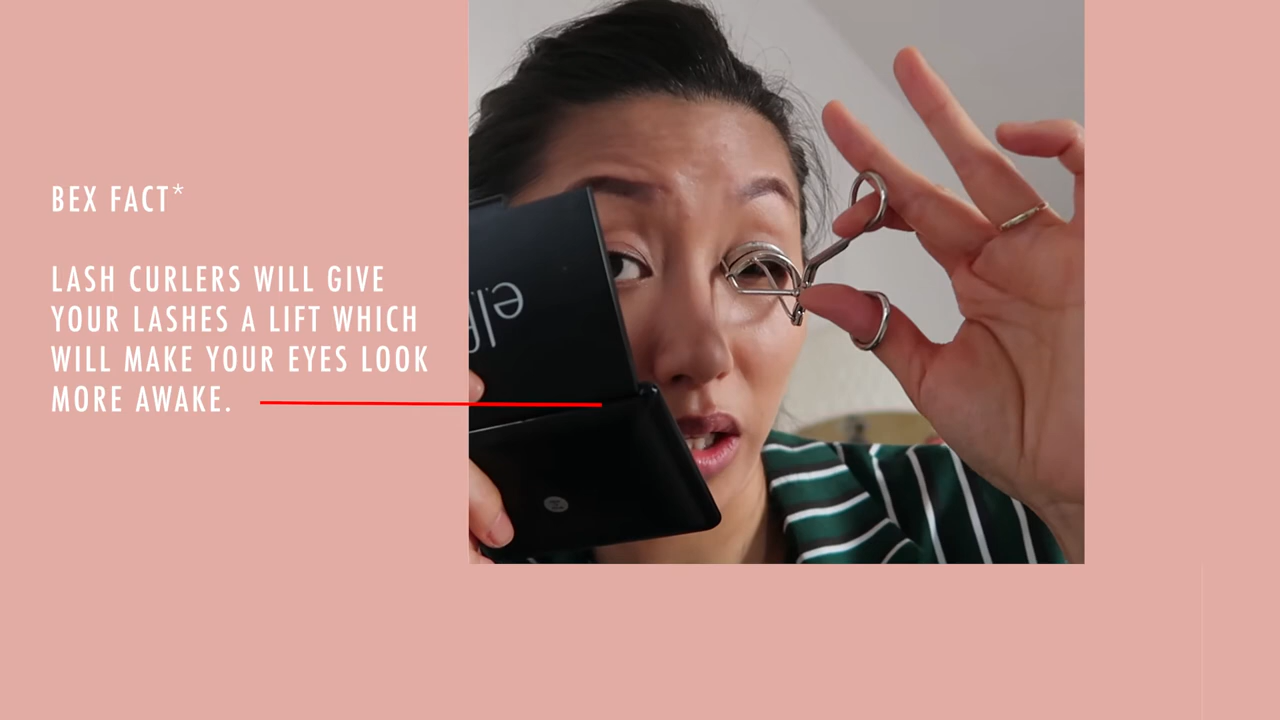 BEX FACT*
LASH CURLERS WILL GIVE
YOUR LASHES A LIFT WHICH
WILL MAKE YOUR EYES LOOK
MORE AWAKE.
e.l.f.